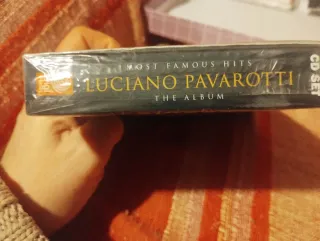 MOST FAMOUS HITS
LUCIANO PAVAROTTI
THE ALBUM
CD SET